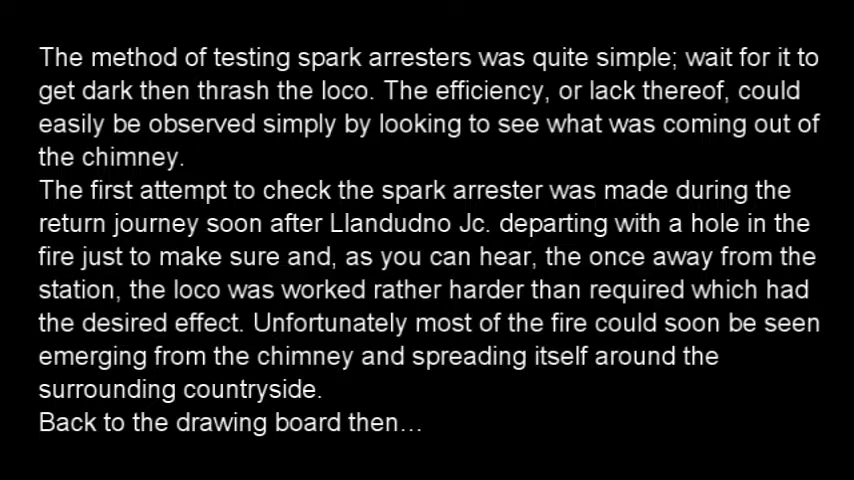 The method of testing spark arresters was quite simple; wait for it to
get dark then thrash the loco. The efficiency, or lack thereof, could
easily be observed simply by looking to see what was coming out of
the chimney.
The first attempt to check the spark arrester was made during the
return journey soon after Llandudno Jc. departing with a hole in the
fire just to make sure and, as you can hear, the once away from the
station, the loco was worked rather harder than required which had
the desired effect. Unfortunately most of the fire could soon be seen
emerging from the chimney and spreading itself around the
surrounding countryside.
Back to the drawing board then...